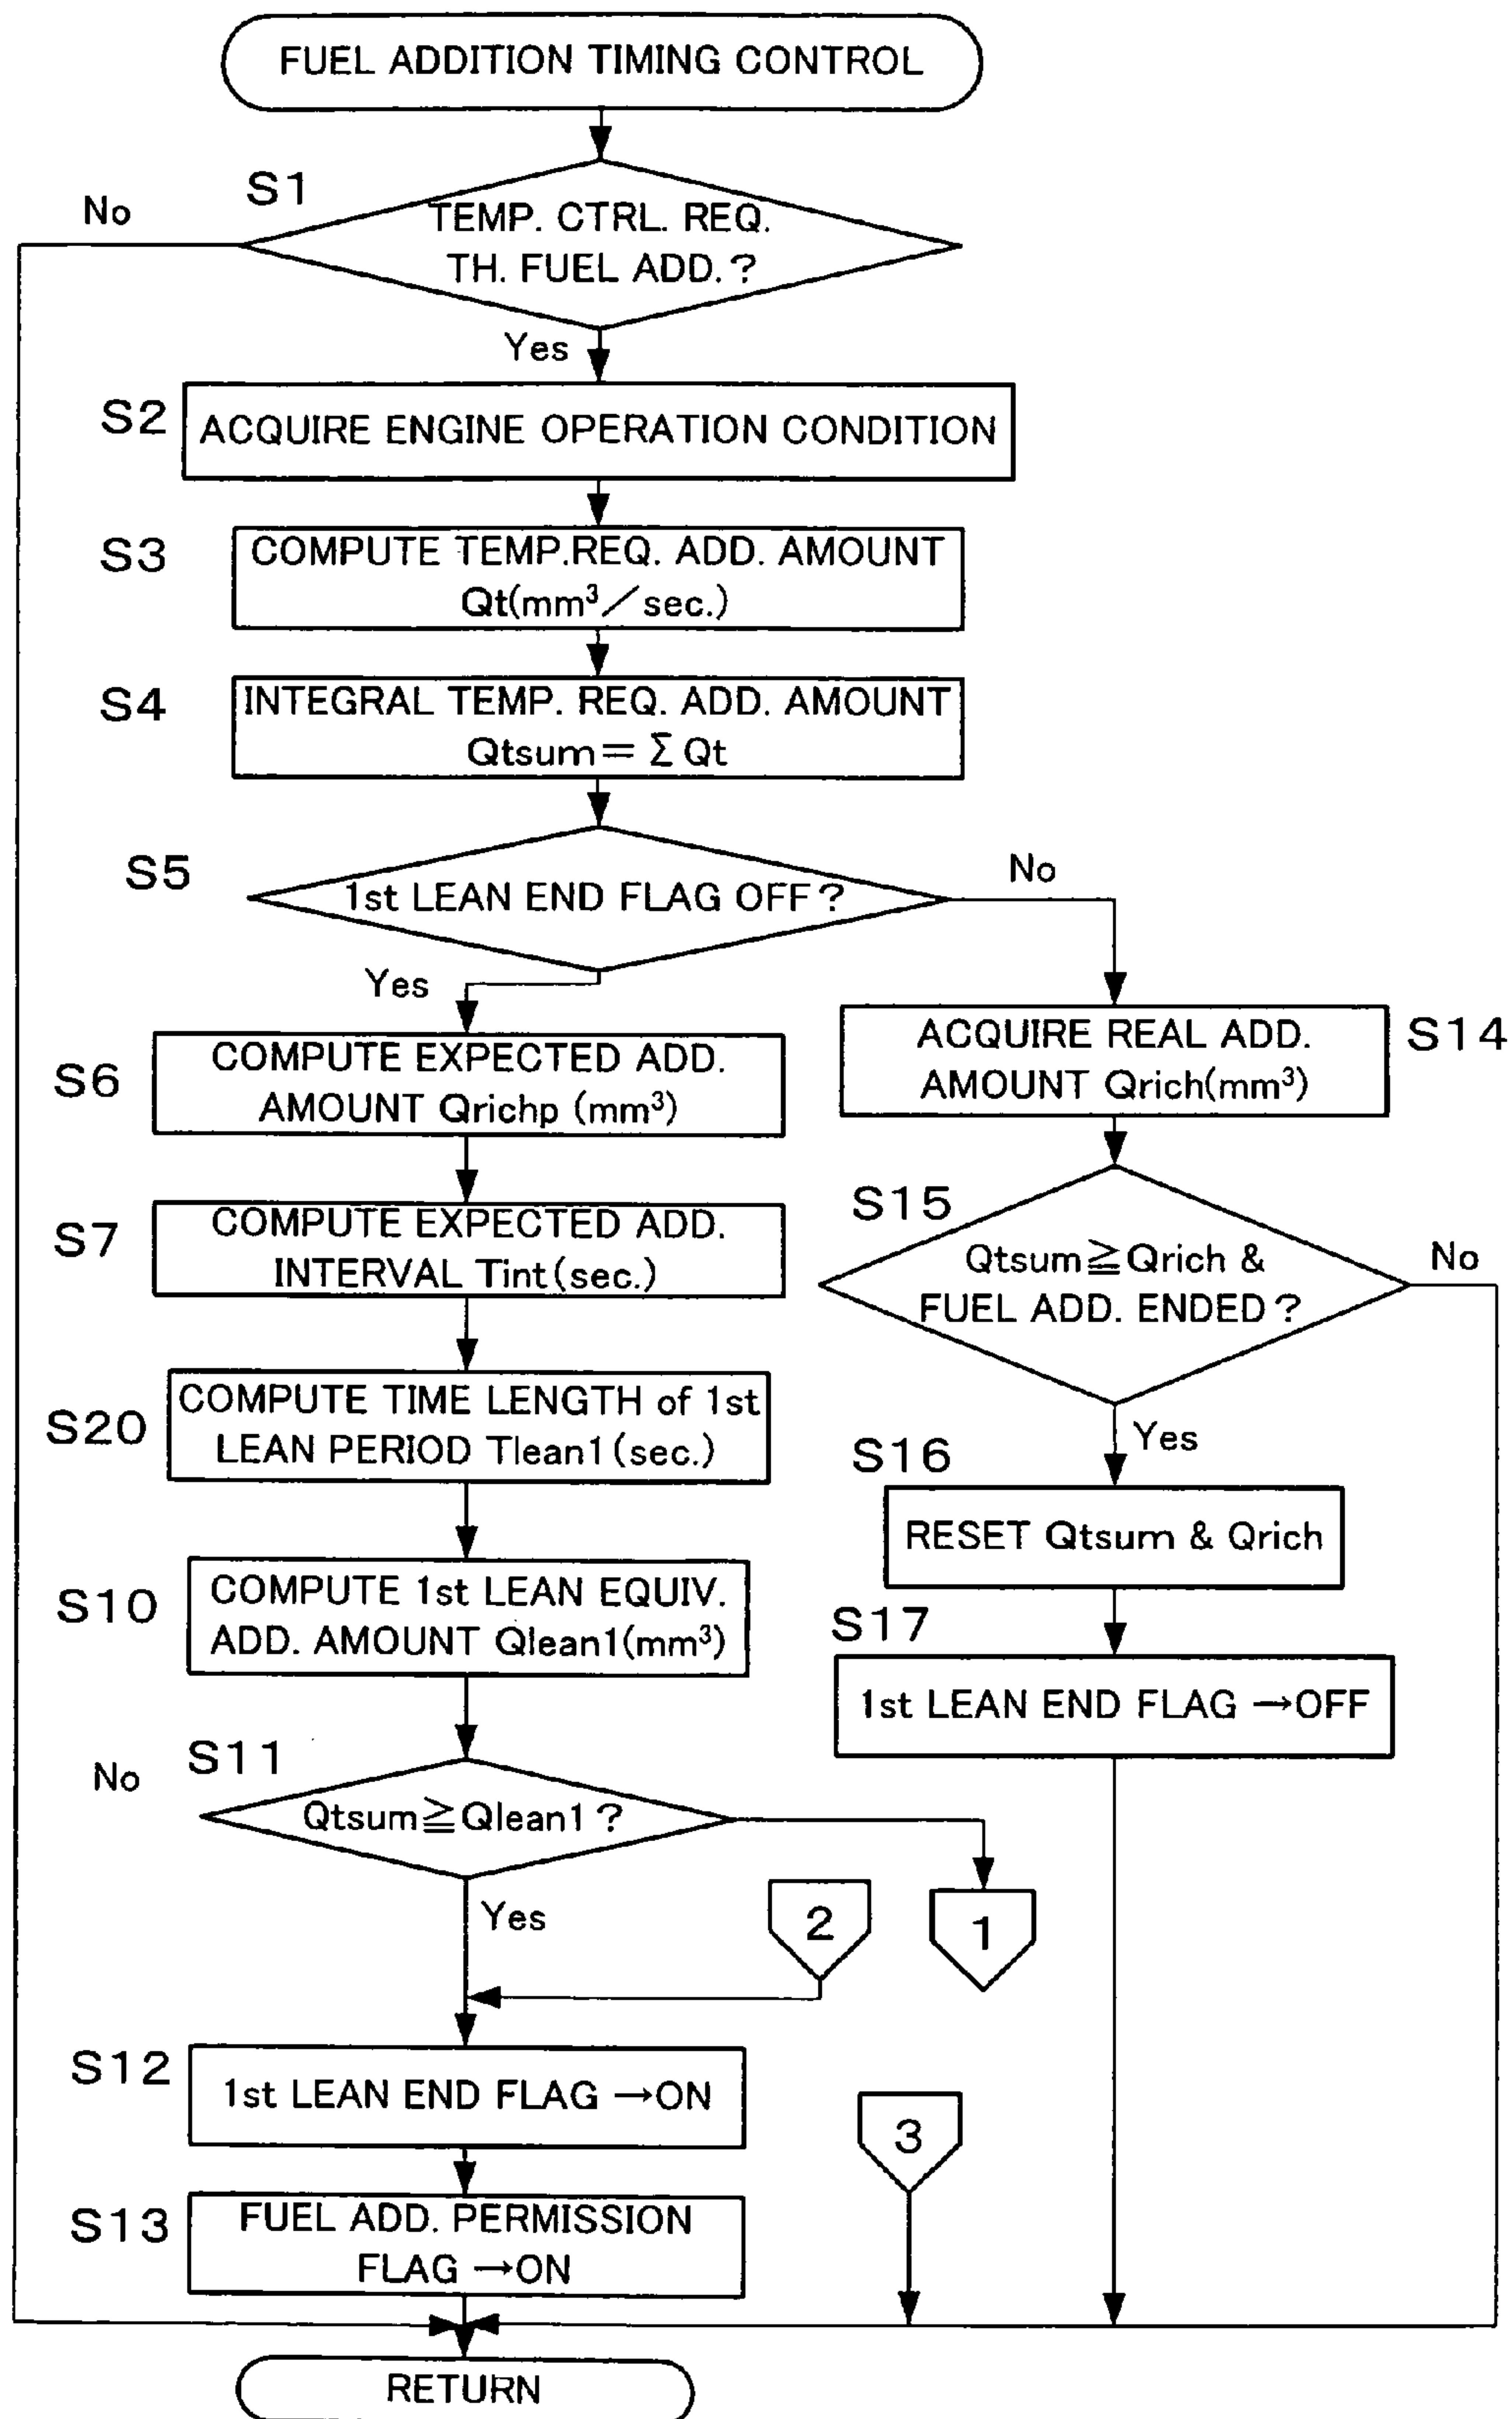 FUEL ADDITION TIMING CONTROL
S1
No
TEMP. CTRL. REQ.
TH. FUEL ADD. ?
Yes
S2
ACQUIRE ENGINE OPERATION CONDITION
S3
COMPUTE TEMP.REQ. ADD. AMOUNT
Qt(mm³/sec.)
S4
INTEGRAL TEMP. REQ. ADD. AMOUNT
Qtsum=ΣQt
S5
1st LEAN END FLAG OFF ?
No
Yes
S6
COMPUTE EXPECTED ADD.
AMOUNT Qrichp (mm³)
S7
COMPUTE EXPECTED ADD.
INTERVAL Tint(sec.)
S20
COMPUTE TIME LENGTH of 1st
LEAN PERIOD Tlean1(sec.)
S10
COMPUTE 1st LEAN EQUIV.
ADD. AMOUNT Qlean1(mm³)
S11
No
Qtsum≧Qlean1 ?
Yes
2
1
S12
1st LEAN END FLAG →ON
S13
FUEL ADD. PERMISSION
FLAG →ON
3
S14
ACQUIRE REAL ADD.
AMOUNT Qrich(mm³)
S15
Qtsum≧Qrich &
FUEL ADD. ENDED ?
No
Yes
S16
RESET Qtsum & Qrich
S17
1st LEAN END FLAG →OFF
RETURN